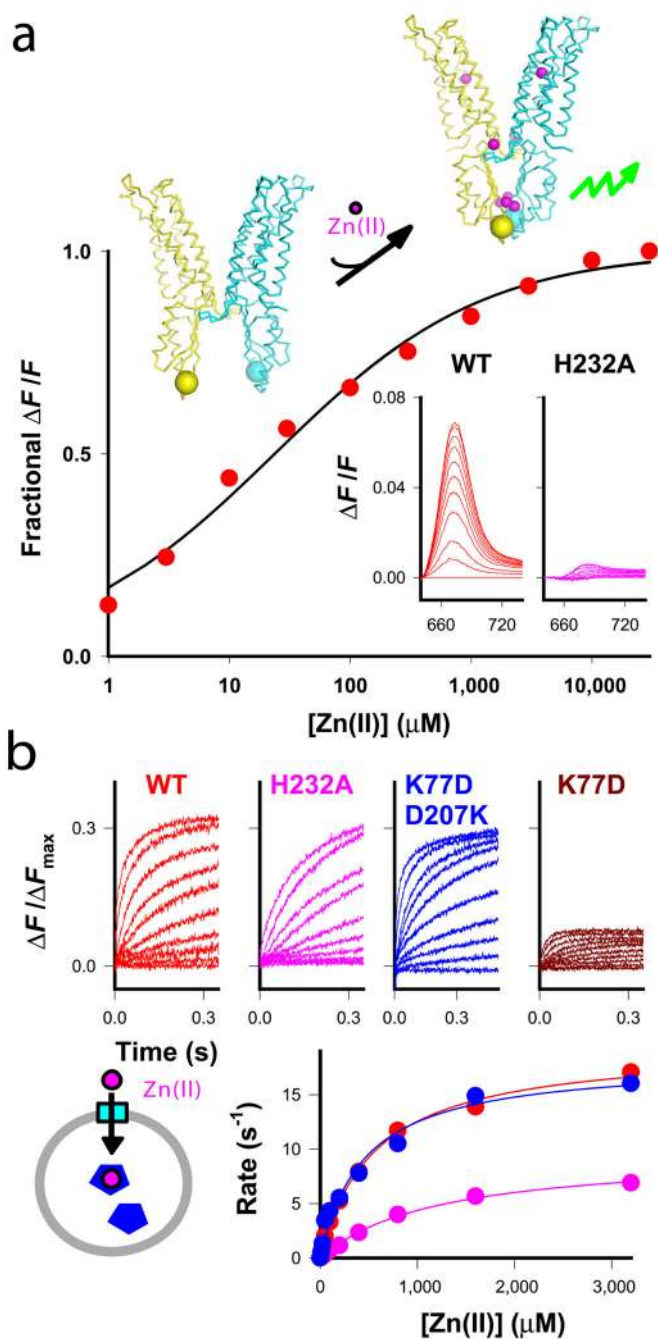 a
Zn(II)
1.0
0.5
0.0
Fractional ΔF/F
WT
H232A
0.08
0.04
0.00
ΔF/F
660
720
660
720
1
10
100
1,000
10,000
[Zn(II)] (μM)
b
WT
H232A
K77D
D207K
K77D
0.3
0.0
ΔF/ΔFmax
0.0
0.3
0.0
0.3
0.0
0.3
0.0
0.3
Time (s)
Zn(II)
15
10
5
0
Rate (s⁻¹)
0
1,000
2,000
3,000
[Zn(II)] (μM)